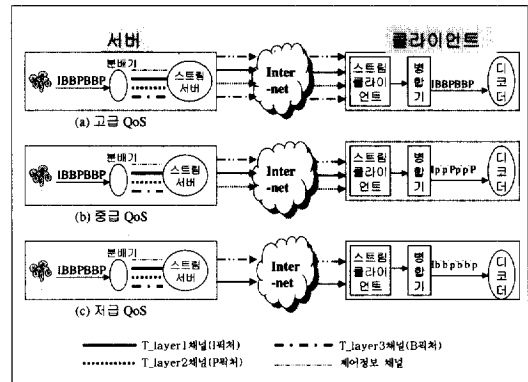 서버
클라이언트
분배기
IBBPBBP
스트림
서버
Inter
-net
스트림
클라이
언트
병
합
기
IBBPBBP
디
코
더
(a) 고급 QoS
분배기
IBBPBBP
스트림
서버
Inter
-net
스트림
클라이
언트
병
합
기
IppPppP
디
코
더
(b) 중급 QoS
분배기
IBBPBBP
스트림
서버
Inter
-net
스트림
클라이
언트
병
합
기
Ibbpbbp
디
코
더
(c) 저급 QoS
T_layer1채널(I픽처)
T_layer3채널(B픽처)
T_layer2채널(P픽처)
제어정보 채널